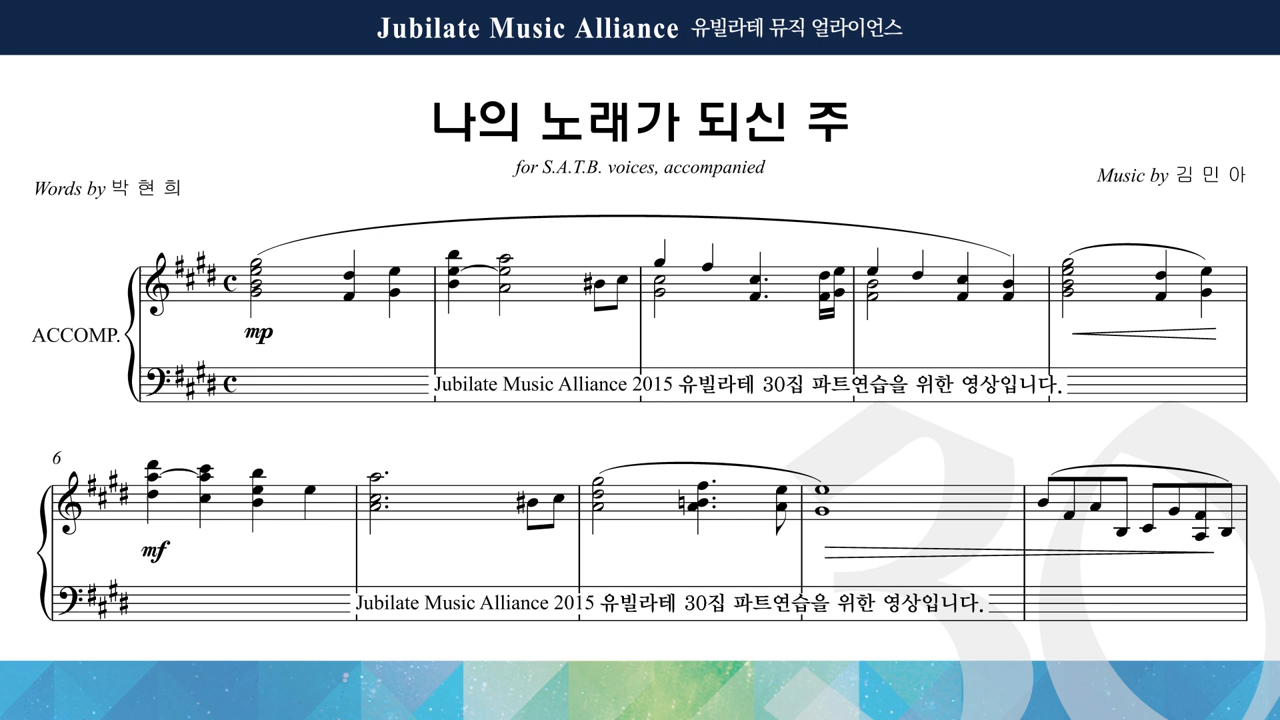 Jubilate Music Alliance 유빌라테 뮤직 얼라이언스
나의 노래가 되신 주
for S.A.T.B. voices, accompanied
Words by 박 현 희
Music by 김 민 아
mp
ACCOMP.
Jubilate Music Alliance 2015 유빌라테 30집 파트연습을 위한 영상입니다.
6
mf
Jubilate Music Alliance 2015 유빌라테 30집 파트연습을 위한 영상입니다.
30